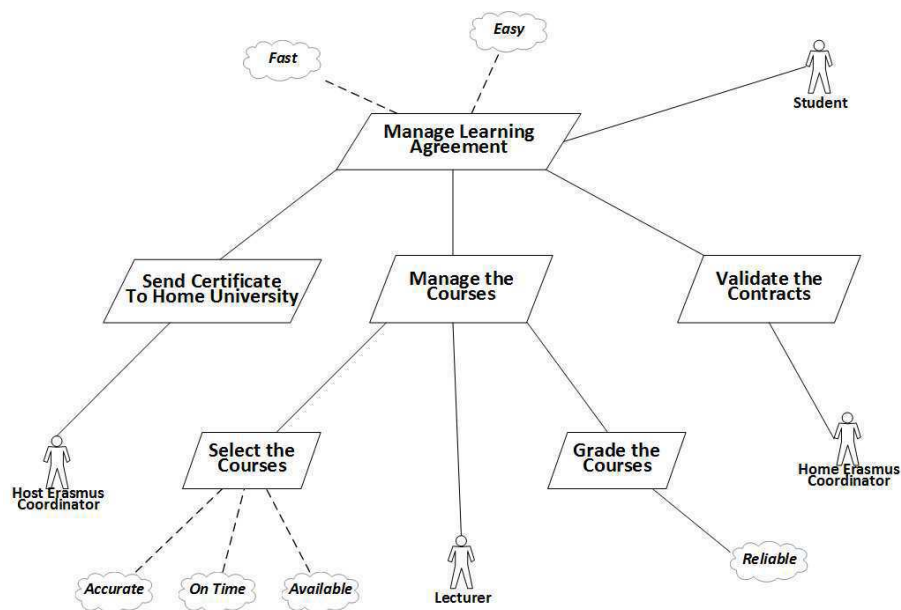 Easy
Fast
Student
Manage Learning
Agreement
Send Certificate
To Home University
Manage the
Courses
Validate the
Contracts
Select the
Courses
Grade the
Courses
Host Erasmus
Coordinator
Home Erasmus
Coordinator
Reliable
Accurate
On Time
Available
Lecturer